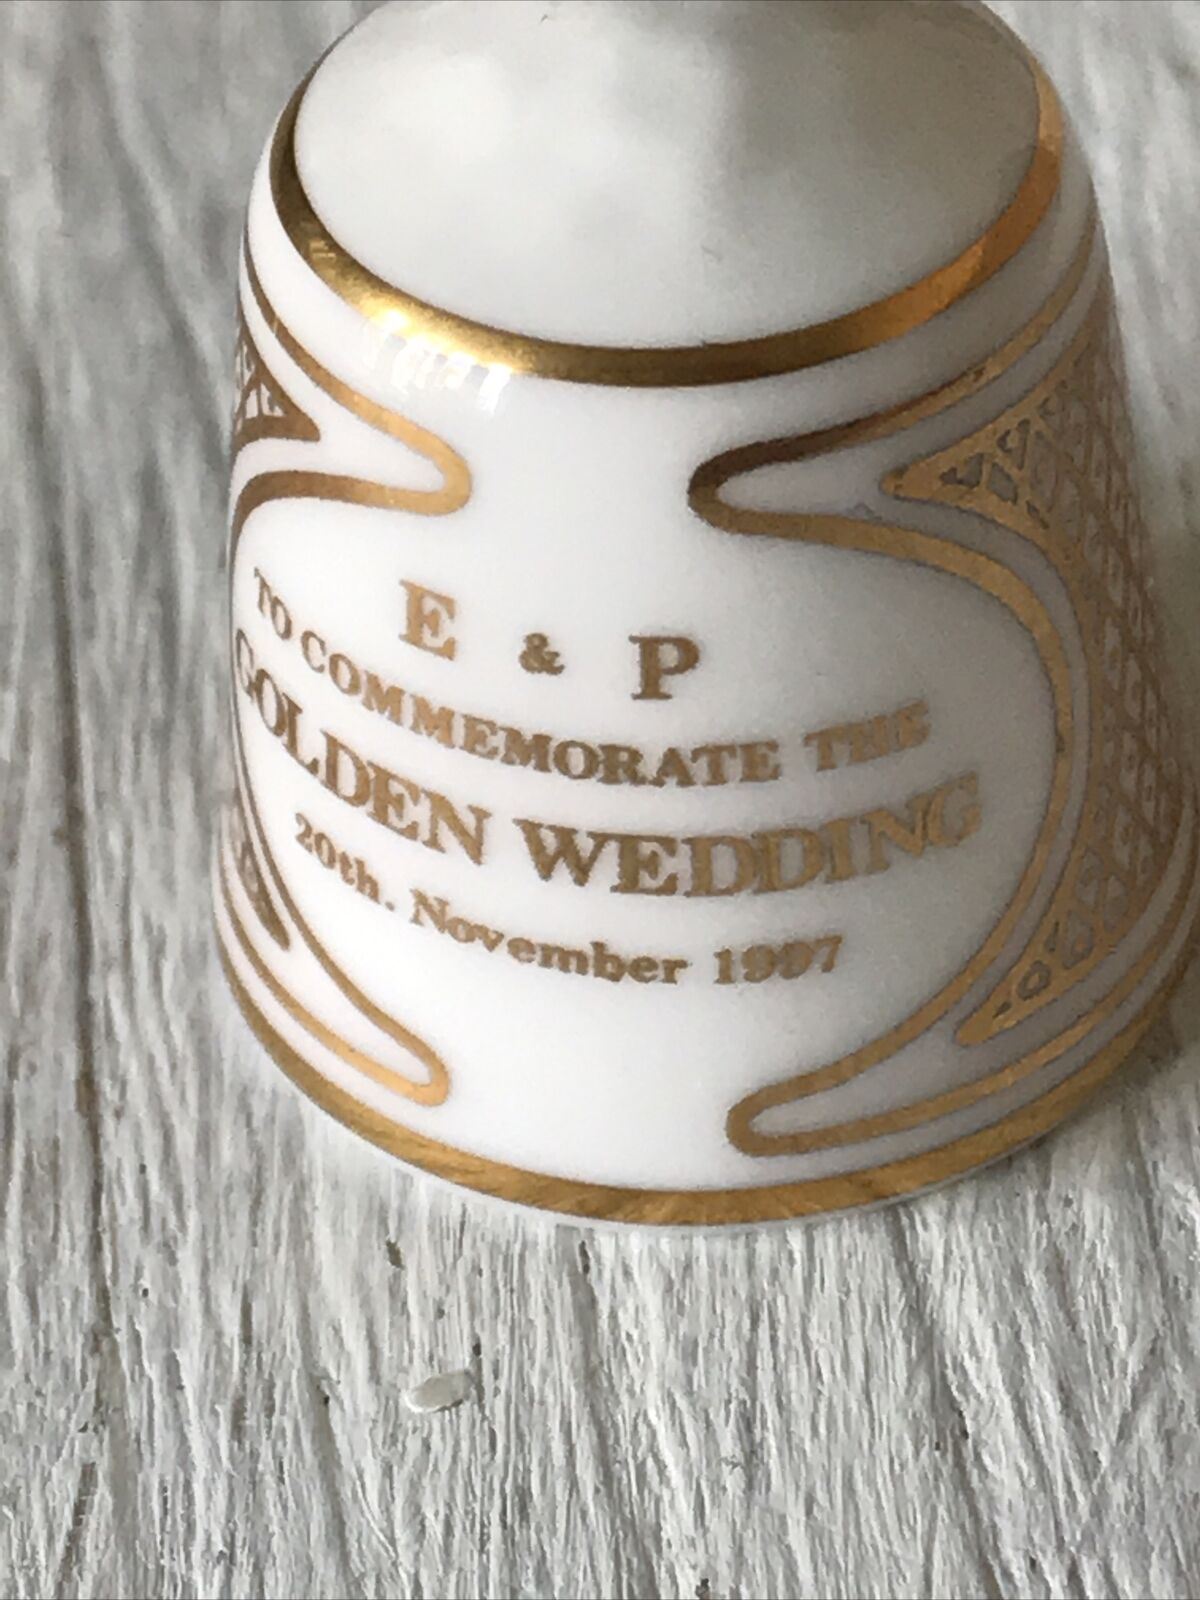 E & P
TO COMMEMORATE THE
GOLDEN WEDDING
20th. November 1997